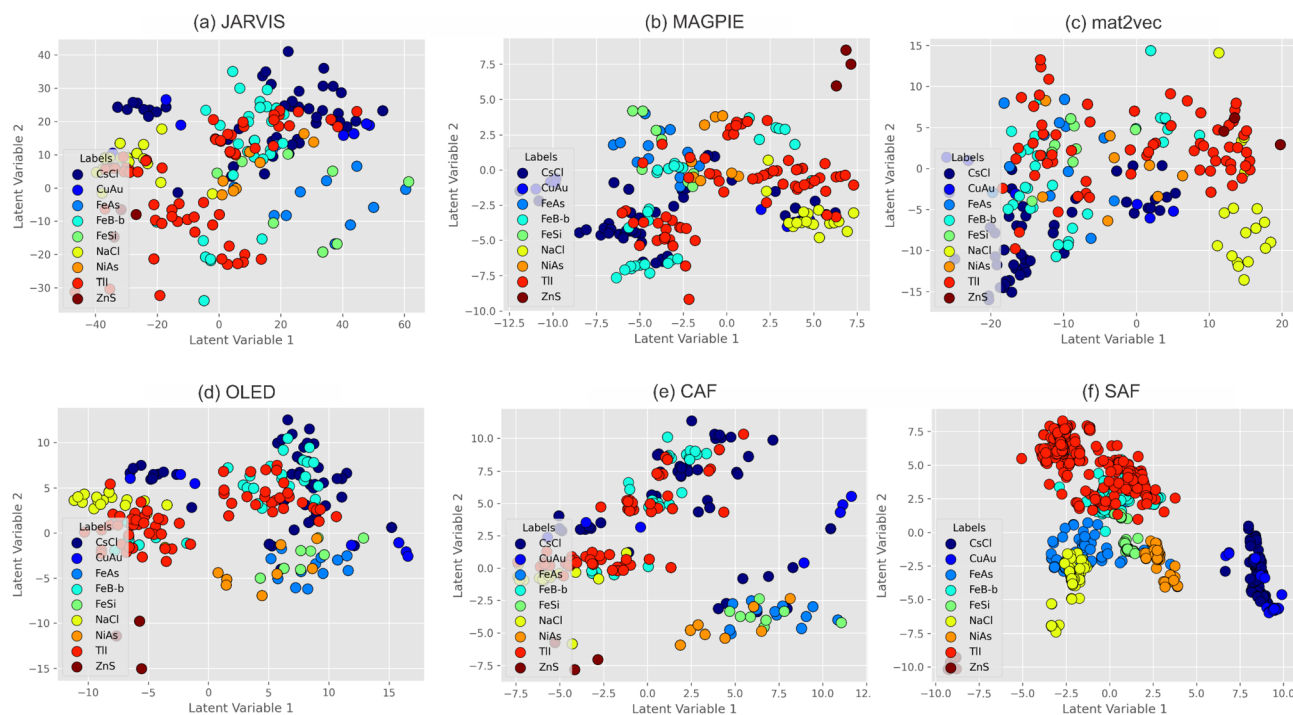 (a) JARVIS
Latent Variable 2
40
30
20
10
0
−10
−20
−30
Labels
CsCl
CuAu
FeAs
FeB-b
FeSi
NaCl
NiAs
TlI
ZnS
−40
−20
0
20
40
60
Latent Variable 1
(b) MAGPIE
Latent Variable 2
7.5
5.0
2.5
0.0
−2.5
−5.0
−7.5
−10.0
Labels
CsCl
CuAu
FeAs
FeB-b
FeSi
NaCl
NiAs
TlI
ZnS
−12.5
−10.0
−7.5
−5.0
−2.5
0.0
2.5
5.0
7.5
Latent Variable 1
(c) mat2vec
Latent Variable 2
15
10
5
0
−5
−10
−15
Labels
CsCl
CuAu
FeAs
FeB-b
FeSi
NaCl
NiAs
TlI
ZnS
−20
−10
0
10
20
Latent Variable 1
(d) OLED
Latent Variable 2
10
5
0
−5
−10
−15
Labels
CsCl
CuAu
FeAs
FeB-b
FeSi
NaCl
NiAs
TlI
ZnS
−10
−5
0
5
10
15
Latent Variable 1
(e) CAF
Latent Variable 2
10.0
7.5
5.0
2.5
0.0
−2.5
−5.0
−7.5
Labels
CsCl
CuAu
FeAs
FeB-b
FeSi
NaCl
NiAs
TlI
ZnS
−7.5
−5.0
−2.5
0.0
2.5
5.0
7.5
10.0
12.
Latent Variable 1
(f) SAF
Latent Variable 2
7.5
5.0
2.5
0.0
−2.5
−5.0
−7.5
−10.0
Labels
CsCl
CuAu
FeAs
FeB-b
FeSi
NaCl
NiAs
TlI
ZnS
−10.0
−7.5
−5.0
−2.5
0.0
2.5
5.0
7.5
10.0
Latent Variable 1